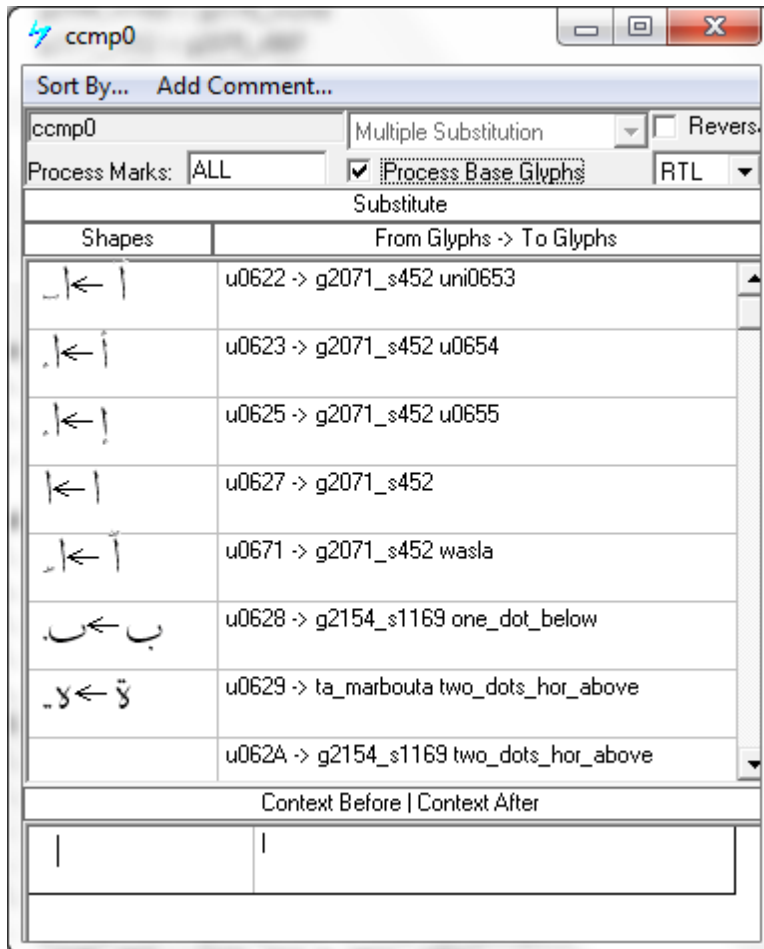 ccmp0
Sort By... Add Comment...
ccmp0 Multiple Substitution
Process Marks: ALL Process Base Glyphs RTL
Substitute
Shapes From Glyphs -> To Glyphs
آ ← ا u0622 -> g2071_s452 uni0653
أ ← ا u0623 -> g2071_s452 u0654
إ ← ا u0625 -> g2071_s452 u0655
ا ← ا u0627 -> g2071_s452
ٱ ← ا u0671 -> g2071_s452 wasla
ب ← ٮ u0628 -> g2154_s1169 one_dot_below
u0629 -> ta_marbouta two_dots_hor_above
u062A -> g2154_s1169 two_dots_hor_above
Context Before | Context After